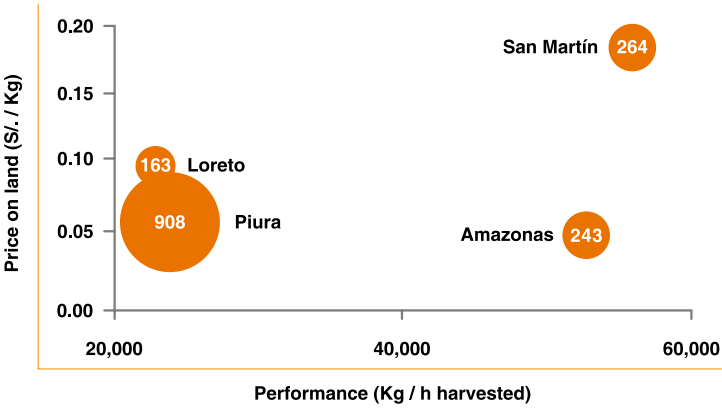 Price on land (S/. / Kg)
0.20
0.15
0.10
0.05
0.00
San Martín 264
163 Loreto
908 Piura
Amazonas 243
20,000 40,000 60,000
Performance (Kg / h harvested)